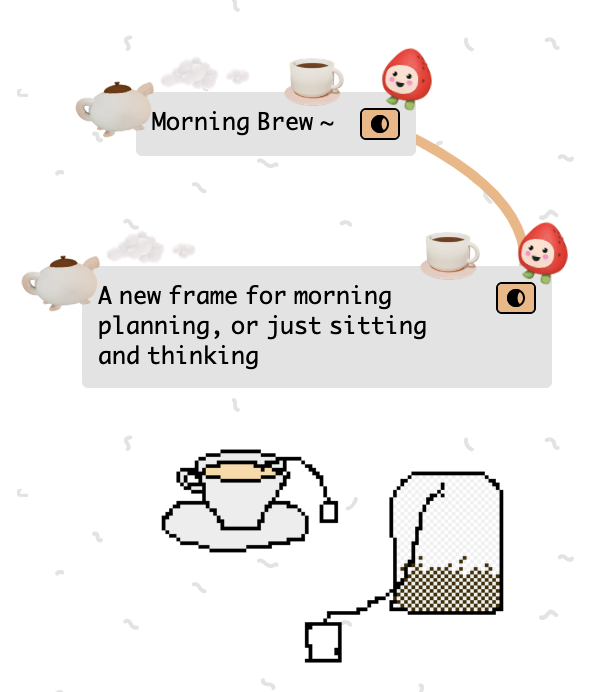 Morning Brew ~
A new frame for morning
planning, or just sitting
and thinking